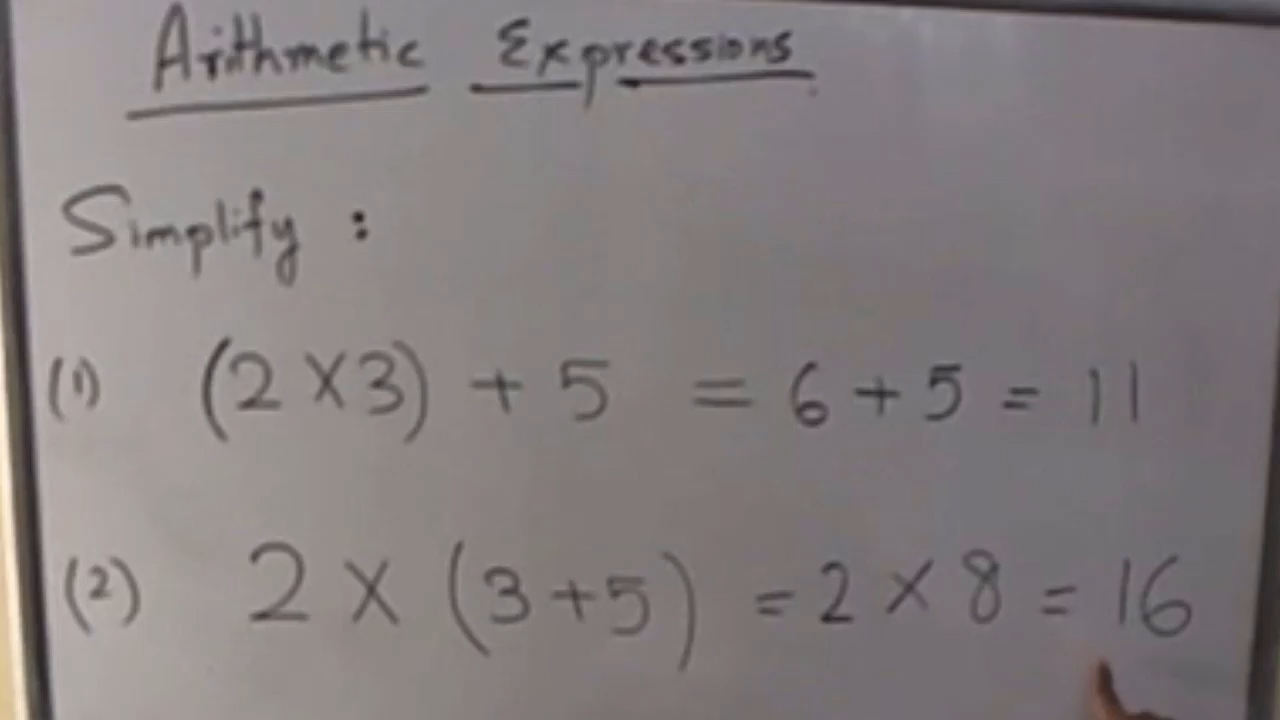 Arithmetic Expressions
Simplify :
(1) (2 × 3) + 5 = 6 + 5 = 11
(2) 2 × (3 + 5) = 2 × 8 = 16